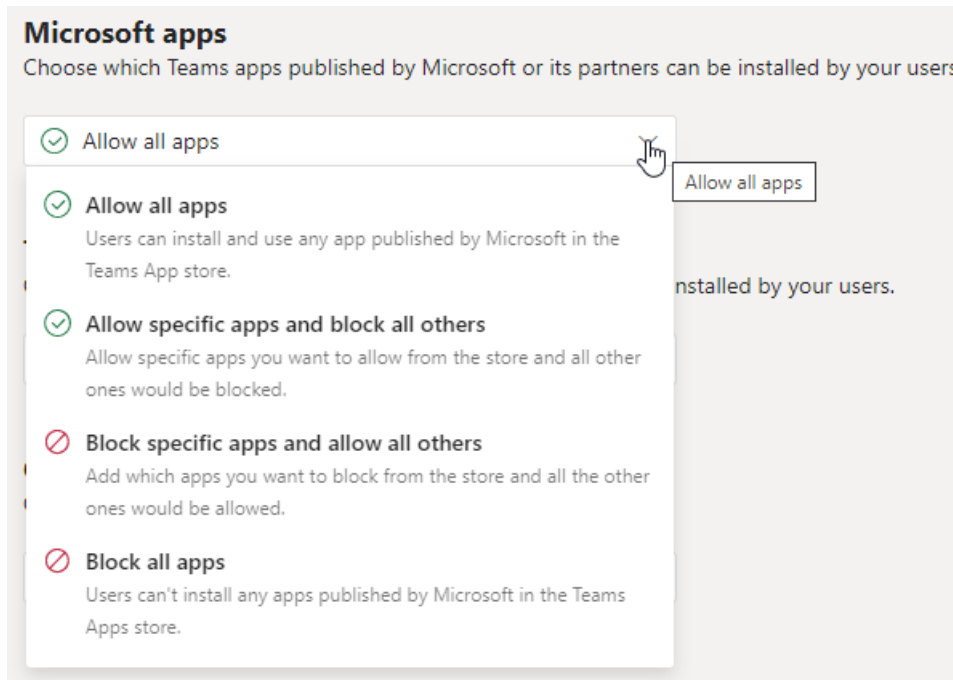 Microsoft apps
Choose which Teams apps published by Microsoft or its partners can be installed by your users
Allow all apps
Allow all apps
Allow all apps
Users can install and use any app published by Microsoft in the
Teams App store.
nstalled by your users.
Allow specific apps and block all others
Allow specific apps you want to allow from the store and all other
ones would be blocked.
Block specific apps and allow all others
Add which apps you want to block from the store and all the other
ones would be allowed.
Block all apps
Users can't install any apps published by Microsoft in the Teams
Apps store.